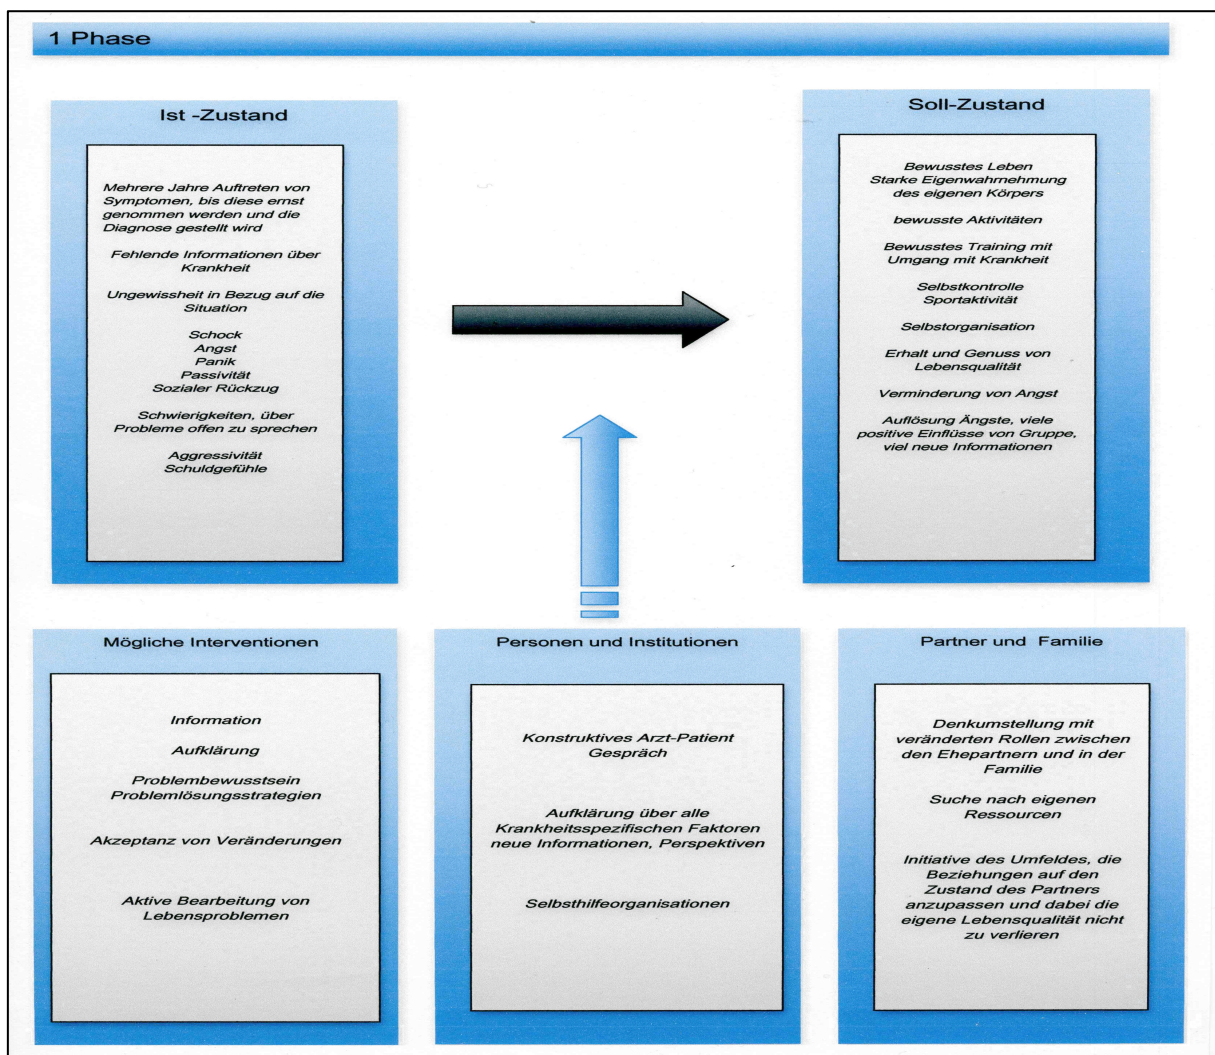 1 Phase
Ist -Zustand
Mehrere Jahre Auftreten von
Symptomen, bis diese ernst
genommen werden und die
Diagnose gestellt wird
Fehlende Informationen über
Krankheit
Ungewissheit in Bezug auf die
Situation
Schock
Angst
Panik
Passivität
Sozialer Rückzug
Schwierigkeiten, über
Probleme offen zu sprechen
Aggressivität
Schuldgefühle
Soll-Zustand
Bewusstes Leben
Starke Eigenwahrnehmung
des eigenen Körpers
bewusste Aktivitäten
Bewusstes Training mit
Umgang mit Krankheit
Selbstkontrolle
Sportaktivität
Selbstorganisation
Erhalt und Genuss von
Lebensqualität
Verminderung von Angst
Auflösung Ängste, viele
positive Einflüsse von Gruppe,
viel neue Informationen
Mögliche Interventionen
Information
Aufklärung
Problembewusstsein
Problemlösungsstrategien
Akzeptanz von Veränderungen
Aktive Bearbeitung von
Lebensproblemen
Personen und Institutionen
Konstruktives Arzt-Patient
Gespräch
Aufklärung über alle
Krankheitsspezifischen Faktoren
neue Informationen, Perspektiven
Selbsthilfeorganisationen
Partner und Familie
Denkumstellung mit
veränderten Rollen zwischen
den Ehepartnern und in der
Familie
Suche nach eigenen
Ressourcen
Initiative des Umfeldes, die
Beziehungen auf den
Zustand des Partners
anzupassen und dabei die
eigene Lebensqualität nicht
zu verlieren